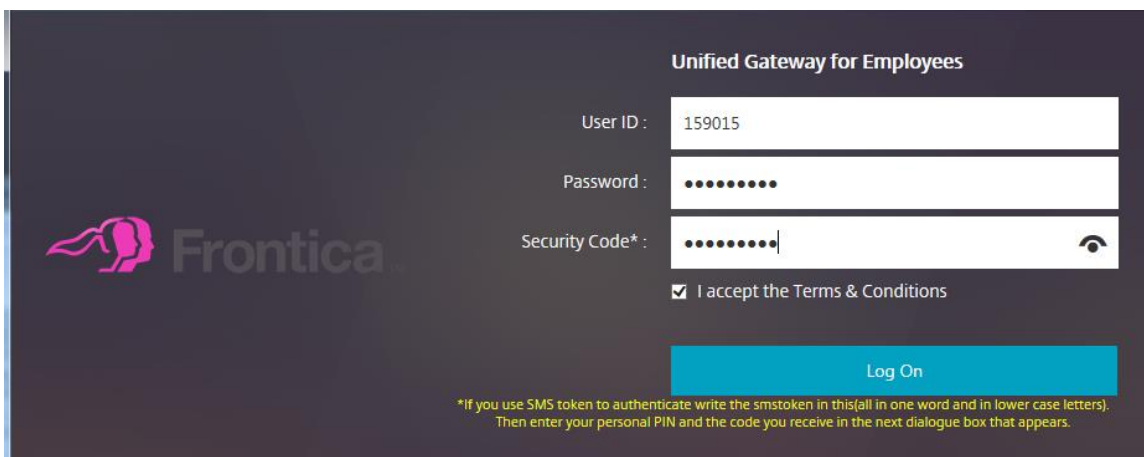 Unified Gateway for Employees
User ID :
159015
Password :
●●●●●●●●●
Frontica
Security Code* :
●●●●●●●●●
I accept the Terms & Conditions
Log On
*If you use SMS token to authenticate write the smstoken in this(all in one word and in lower case letters).
Then enter your personal PIN and the code you receive in the next dialogue box that appears.